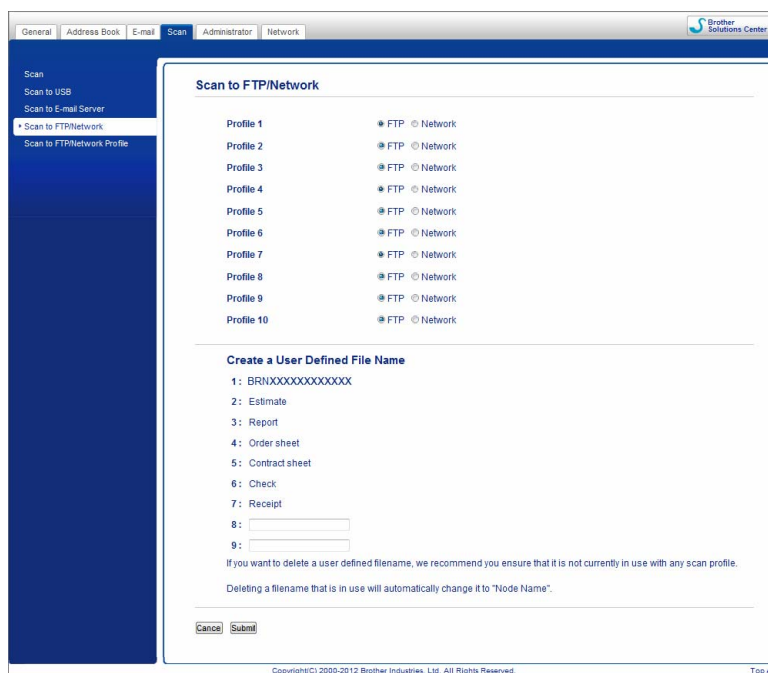 General Address Book E-mail Scan Administrator Network
Brother
Solutions Center
Scan
Scan to USB
Scan to E-mail Server
Scan to FTP/Network
Scan to FTP/Network Profile
Scan to FTP/Network
Profile 1 FTP Network
Profile 2 FTP Network
Profile 3 FTP Network
Profile 4 FTP Network
Profile 5 FTP Network
Profile 6 FTP Network
Profile 7 FTP Network
Profile 8 FTP Network
Profile 9 FTP Network
Profile 10 FTP Network
Create a User Defined File Name
1 : BRNXXXXXXXXXXXX
2 : Estimate
3 : Report
4 : Order sheet
5 : Contract sheet
6 : Check
7 : Receipt
8 :
9 :
If you want to delete a user defined filename, we recommend you ensure that it is not currently in use with any scan profile.
Deleting a filename that is in use will automatically change it to "Node Name".
Cance Submit
Copyright(C) 2000-2012 Brother Industries, Ltd. All Rights Reserved. Top